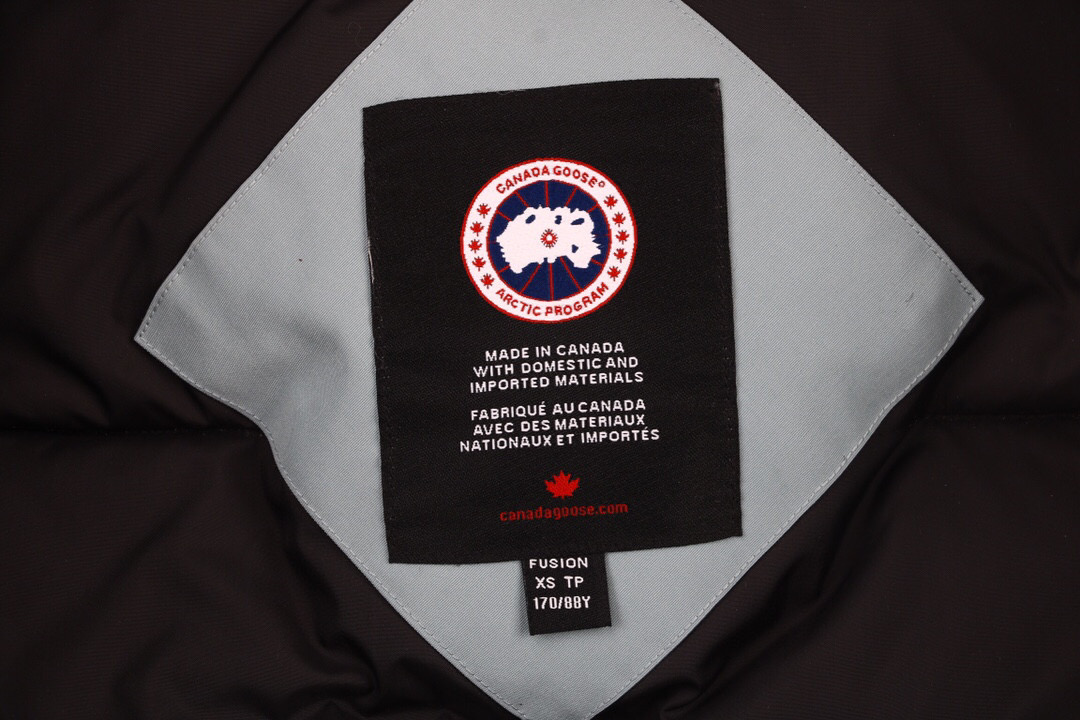 CANADA GOOSE®
ARCTIC PROGRAM
MADE IN CANADA
WITH DOMESTIC AND
IMPORTED MATERIALS
FABRIQUÉ AU CANADA
AVEC DES MATERIAUX
NATIONAUX ET IMPORTÉS
canadagoose.com
FUSION
XS TP
170/88Y